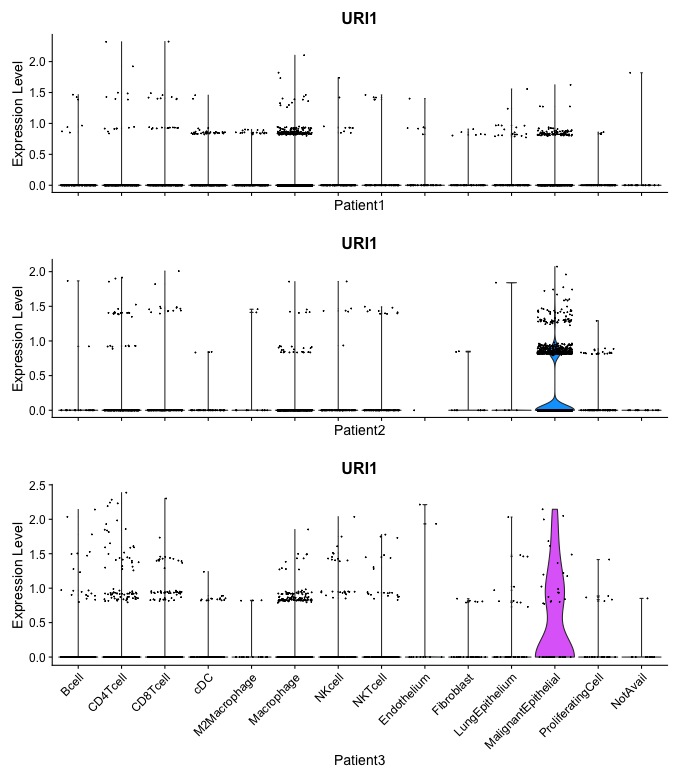 URI1
Expression Level
2.0
1.5
1.0
0.5
0.0
Patient1
URI1
Expression Level
2.0
1.5
1.0
0.5
0.0
Patient2
URI1
Expression Level
2.5
2.0
1.5
1.0
0.5
0.0
Bcell
CD4Tcell
CD8Tcell
cDC
M2Macrophage
Macrophage
NKcell
NKTcell
Endothelium
Fibroblast
LungEpithelium
MalignantEpithelial
ProliferatingCell
NotAvail
Patient3